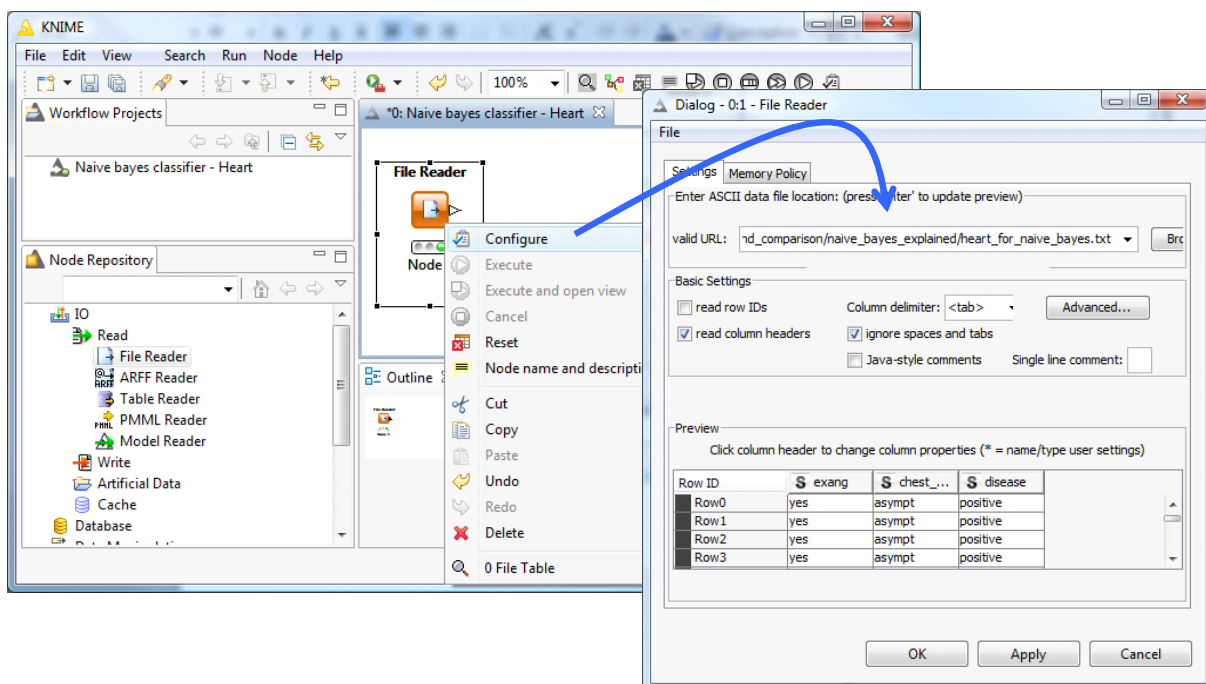 KNIME
File Edit View Search Run Node Help
100%
Workflow Projects
Naive bayes classifier - Heart
Node Repository
IO
Read
File Reader
ARFF Reader
Table Reader
PMML Reader
Model Reader
Write
Artificial Data
Cache
Database
*0: Naive bayes classifier - Heart
File Reader
Node
Outline
Configure
Execute
Execute and open view
Cancel
Reset
Node name and descripti
Cut
Copy
Paste
Undo
Redo
Delete
0 File Table
Dialog - 0:1 - File Reader
File
Settings Memory Policy
Enter ASCII data file location: (press 'nter' to update preview)
valid URL: nd_comparison/naive_bayes_explained/heart_for_naive_bayes.txt Brc
Basic Settings
read row IDs Column delimiter: <tab> Advanced...
read column headers ignore spaces and tabs
Java-style comments Single line comment:
Preview
Click column header to change column properties (* = name/type user settings)
Row ID S exang S chest_... S disease
Row0 yes asympt positive
Row1 yes asympt positive
Row2 yes asympt positive
Row3 yes asympt positive
OK Apply Cancel